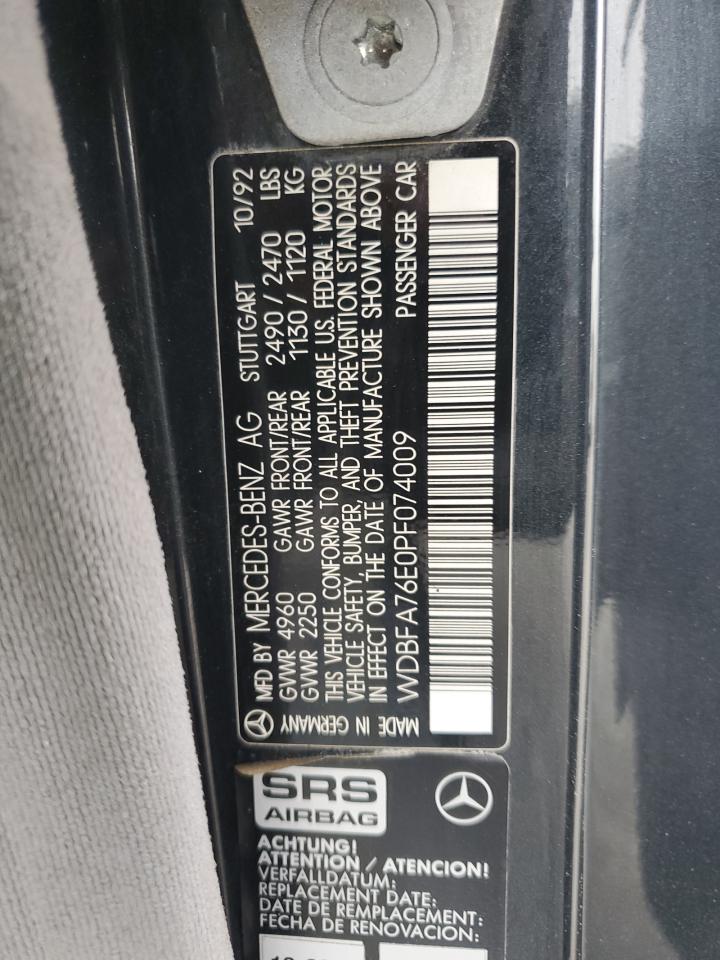 MFD BY MERCEDES-BENZ AG STUTTGART 10/92
GVWR 4960 GAWR FRONT/REAR 2490 / 2470 LBS
GVWR 2250 GAWR FRONT/REAR 1130 / 1120 KG
THIS VEHICLE CONFORMS TO ALL APPLICABLE U.S. FEDERAL MOTOR
VEHICLE SAFETY, BUMPER, AND THEFT PREVENTION STANDARDS
IN EFFECT ON THE DATE OF MANUFACTURE SHOWN ABOVE
MADE IN GERMANY
WDBFA76E0PF074009 PASSENGER CAR
SRS
AIRBAG
ACHTUNG!
ATTENTION / ATENCION!
VERFALLDATUM:
REPLACEMENT DATE:
DATE DE REMPLACEMENT:
FECHA DE RENOVACION: